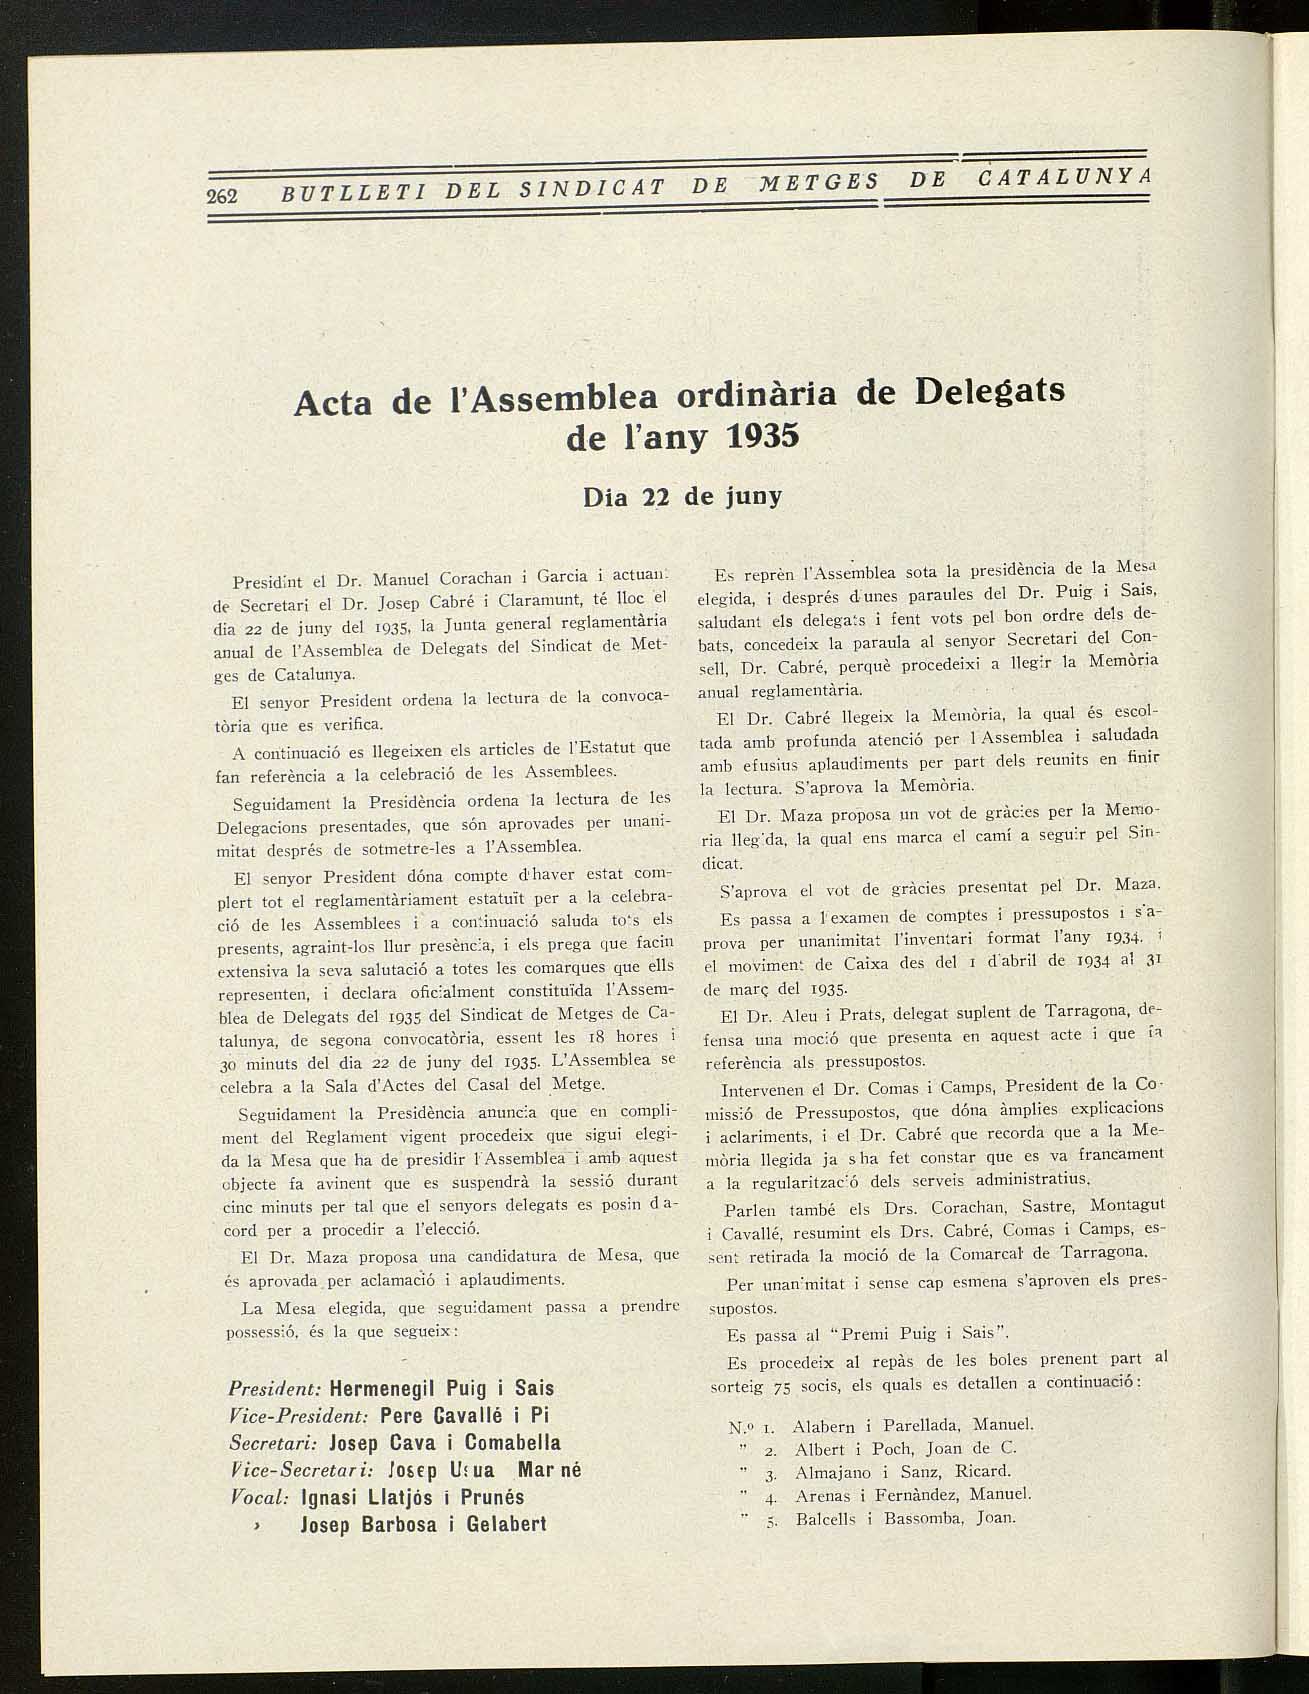 262 BUTLLETI DEL SINDICAT DE METGES DE CATALUNYA
Acta de l'Assemblea ordinària de Delegats
de l'any 1935
Dia 22 de juny
Presidint el Dr. Manuel Corachan i Garcia i actuant
de Secretari el Dr. Josep Cabré i Claramunt, té lloc el
dia 22 de juny del 1935, la Junta general reglamentària
anual de l'Assemblea de Delegats del Sindicat de Met-
ges de Catalunya.
El senyor President ordena la lectura de la convoca-
tòria que es verifica.
A continuació es llegeixen els articles de l'Estatut que
fan referència a la celebració de les Assemblees.
Seguidament la Presidència ordena la lectura de les
Delegacions presentades, que són aprovades per unani-
mitat després de sotmetre-les a l'Assemblea.
El senyor President dóna compte d'haver estat com-
plert tot el reglamentàriament estatuït per a la celebra-
ció de les Assemblees i a continuació saluda tots els
presents, agraint-los llur presència, i els prega que facin
extensiva la seva salutació a totes les comarques que ells
representen, i declara oficialment constituïda l'Assem-
blea de Delegats del 1935 del Sindicat de Metges de Ca-
talunya, de segona convocatòria, essent les 18 hores i
30 minuts del dia 22 de juny del 1935. L'Assemblea se
celebra a la Sala d'Actes del Casal del Metge.
Seguidament la Presidència anuncia que en compli-
ment del Reglament vigent procedeix que sigui elegi-
da la Mesa que ha de presidir l'Assemblea i amb aquest
objecte fa avinent que es suspendrà la sessió durant
cinc minuts per tal que el senyors delegats es posin d'a-
cord per a procedir a l'elecció.
El Dr. Maza proposa una candidatura de Mesa, que
és aprovada per aclamació i aplaudiments.
La Mesa elegida, que seguidament passa a prendre
possessió, és la que segueix:
President: Hermenegil Puig i Sais
Vice-President: Pere Cavallé i Pi
Secretari: Josep Cava i Comabella
Vice-Secretari: Josep Usua Marné
Vocal: Ignasi Llatjós i Prunés
› Josep Barbosa i Gelabert
Es reprèn l'Assemblea sota la presidència de la Mesa
elegida, i després d'unes paraules del Dr. Puig i Sais,
saludant els delegats i fent vots pel bon ordre dels de-
bats, concedeix la paraula al senyor Secretari del Con-
sell, Dr. Cabré, perquè procedeixi a llegir la Memòria
anual reglamentària.
El Dr. Cabré llegeix la Memòria, la qual és escol-
tada amb profunda atenció per l'Assemblea i saludada
amb efusius aplaudiments per part dels reunits en finir
la lectura. S'aprova la Memòria.
El Dr. Maza proposa un vot de gràcies per la Memo-
ria llegida, la qual ens marca el camí a seguir pel Sin-
dicat.
S'aprova el vot de gràcies presentat pel Dr. Maza.
Es passa a l'examen de comptes i pressupostos i s'a-
prova per unanimitat l'inventari format l'any 1934, i
el moviment de Caixa des del 1 d'abril de 1934 al 31
de març del 1935.
El Dr. Aleu i Prats, delegat suplent de Tarragona, de-
fensa una moció que presenta en aquest acte i que fa
referència als pressupostos.
Intervenen el Dr. Comas i Camps, President de la Co-
missió de Pressupostos, que dóna àmplies explicacions
i aclariments, i el Dr. Cabré que recorda que a la Me-
mòria llegida ja s'ha fet constar que es va francament
a la regularització dels serveis administratius.
Parlen també els Drs. Corachan, Sastre, Montagut
i Cavallé, resumint els Drs. Cabré, Comas i Camps, es-
sent retirada la moció de la Comarcal de Tarragona.
Per unanimitat i sense cap esmena s'aproven els pres-
supostos.
Es passa al "Premi Puig i Sais".
Es procedeix al repàs de les boles prenent part al
sorteig 75 socis, els quals es detallen a continuació:
N.º 1. Alabern i Parellada, Manuel.
" 2. Albert i Poch, Joan de C.
" 3. Almajano i Sanz, Ricard.
" 4. Arenas i Fernàndez, Manuel.
" 5. Balcells i Bassomba, Joan.